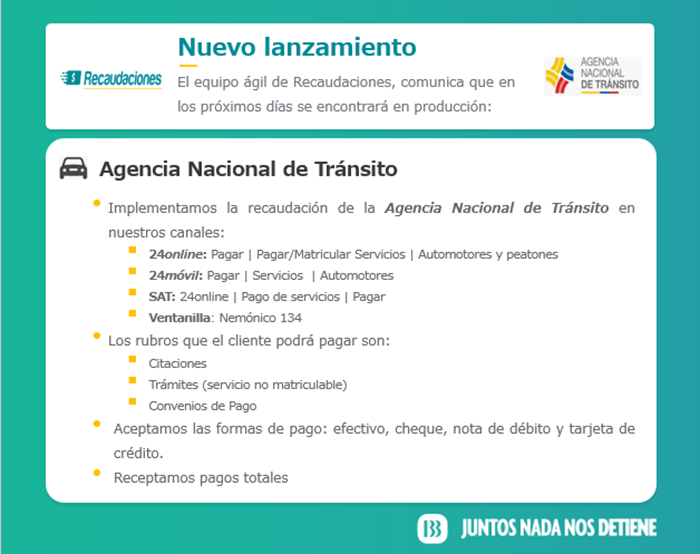 Nuevo lanzamiento
Recaudaciones
El equipo ágil de Recaudaciones, comunica que en
los próximos días se encontrará en producción:
AGENCIA
NACIONAL
DE TRÁNSITO
Agencia Nacional de Tránsito
Implementamos la recaudación de la Agencia Nacional de Tránsito en
nuestros canales:
24online: Pagar | Pagar/Matricular Servicios | Automotores y peatones
24móvil: Pagar | Servicios | Automotores
SAT: 24online | Pago de servicios | Pagar
Ventanilla: Nemónico 134
Los rubros que el cliente podrá pagar son:
Citaciones
Trámites (servicio no matriculable)
Convenios de Pago
Aceptamos las formas de pago: efectivo, cheque, nota de débito y tarjeta de
crédito.
Receptamos pagos totales
JUNTOS NADA NOS DETIENE